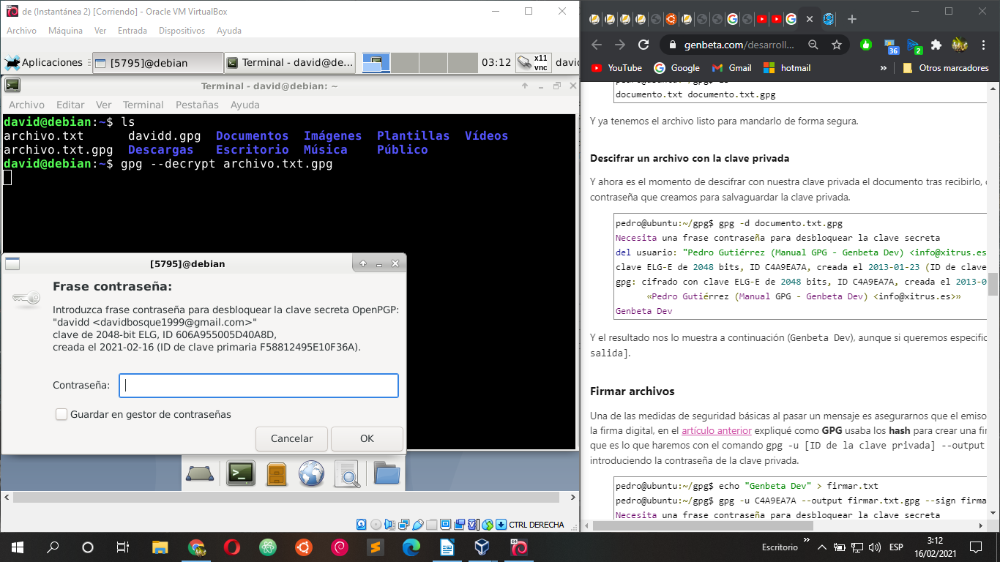 de (Instantánea 2) [Corriendo] - Oracle VM VirtualBox
Archivo Máquina Ver Entrada Dispositivos Ayuda
Aplicaciones [5795]@debian Terminal - david@de... 03:12 x11 vnc david
Terminal - david@debian: ~
Archivo Editar Ver Terminal Pestañas Ayuda
david@debian:~$ ls
archivo.txt davidd.gpg Documentos Imágenes Plantillas Vídeos
archivo.txt.gpg Descargas Escritorio Música Público
david@debian:~$ gpg --decrypt archivo.txt.gpg
[5795]@debian
Frase contraseña:
Introduzca frase contraseña para desbloquear la clave secreta OpenPGP:
"davidd <davidbosque1999@gmail.com>"
clave de 2048-bit ELG, ID 606A955005D40A8D,
creada el 2021-02-16 (ID de clave primaria F58812495E10F36A).
Contraseña:
Guardar en gestor de contraseñas
Cancelar OK
CTRL DERECHA
genbeta.com/desarroll...
36 2
YouTube Google Gmail hotmail » Otros marcadores
documento.txt documento.txt.gpg
Y ya tenemos el archivo listo para mandarlo de forma segura.
Descifrar un archivo con la clave privada
Y ahora es el momento de descifrar con nuestra clave privada el documento tras recibirlo,
contraseña que creamos para salvaguardar la clave privada.
pedro@ubuntu:~/gpg$ gpg -d documento.txt.gpg
Necesita una frase contraseña para desbloquear la clave secreta
del usuario: "Pedro Gutiérrez (Manual GPG - Genbeta Dev) <info@xitrus.es
clave ELG-E de 2048 bits, ID C4A9EA7A, creada el 2013-01-23 (ID de clave
gpg: cifrado con clave ELG-E de 2048 bits, ID C4A9EA7A, creada el 2013-0
«Pedro Gutiérrez (Manual GPG - Genbeta Dev) <info@xitrus.es>»
Genbeta Dev
Y el resultado nos lo muestra a continuación (Genbeta Dev), aunque si queremos especific
salida].
Firmar archivos
Una de las medidas de seguridad básicas al pasar un mensaje es asegurarnos que el emiso
la firma digital, en el artículo anterior expliqué como GPG usaba los hash para crear una fir
que es lo que haremos con el comando gpg -u [ID de la clave privada] --output
introduciendo la contraseña de la clave privada.
pedro@ubuntu:~/gpg$ echo "Genbeta Dev" > firmar.txt
pedro@ubuntu:~/gpg$ gpg -u C4A9EA7A --output firmar.txt.gpg --sign firma
Necesita una frase contraseña para desbloquear la clave secreta
Escritorio » ESP 3:12
16/02/2021